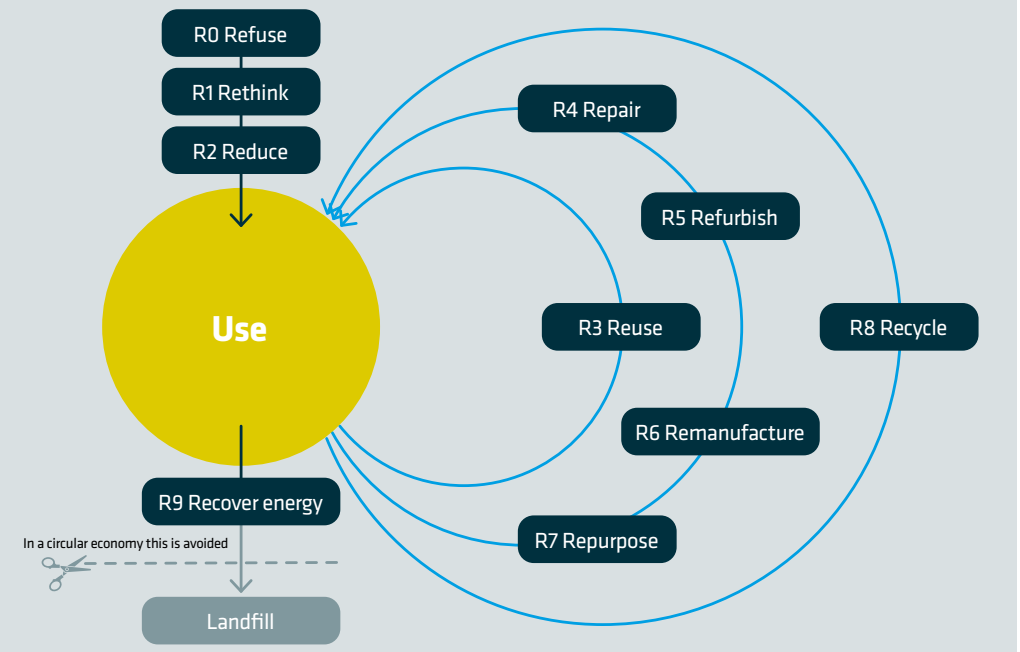 R0 Refuse
R1 Rethink
R2 Reduce
R4 Repair
R5 Refurbish
Use
R3 Reuse
R8 Recycle
R6 Remanufacture
R9 Recover energy
R7 Repurpose
In a circular economy this is avoided
Landfill